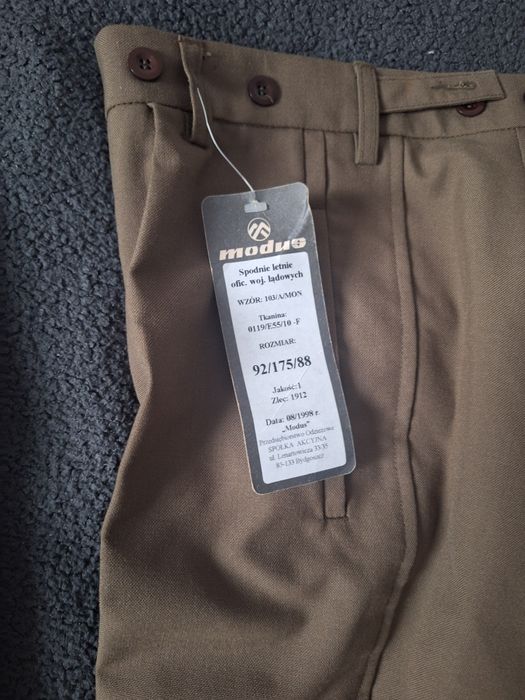 modus
Spodnie letnie
ofic. woj. lądowych
WZÓR: 103/A/MON
Tkanina:
0119/E55/10 -F
ROZMIAR:
92/175/88
Jakość:1
Zlec: 1912
Data: 08/1998 r.
„Modus”
Przedsiębiorstwo Odzieżowe
SPÓŁKA AKCYJNA
ul. Lenartowicza 33/35
85-133 Bydgoszcz